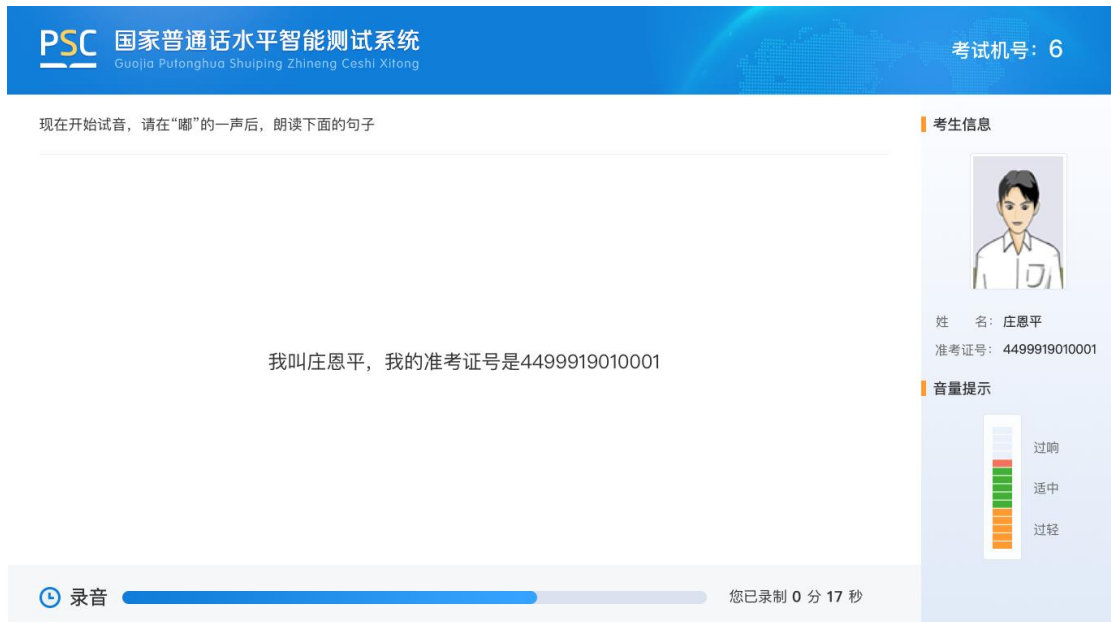 PSC 国家普通话水平智能测试系统
Guojia Putonghua Shuiping Zhineng Ceshi Xitong
考试机号：6
现在开始试音，请在“嘟”的一声后，朗读下面的句子
我叫庄恩平，我的准考证号是4499919010001
录音
您已录制 0 分 17 秒
考生信息
姓 名：庄恩平
准考证号：4499919010001
音量提示
过响
适中
过轻